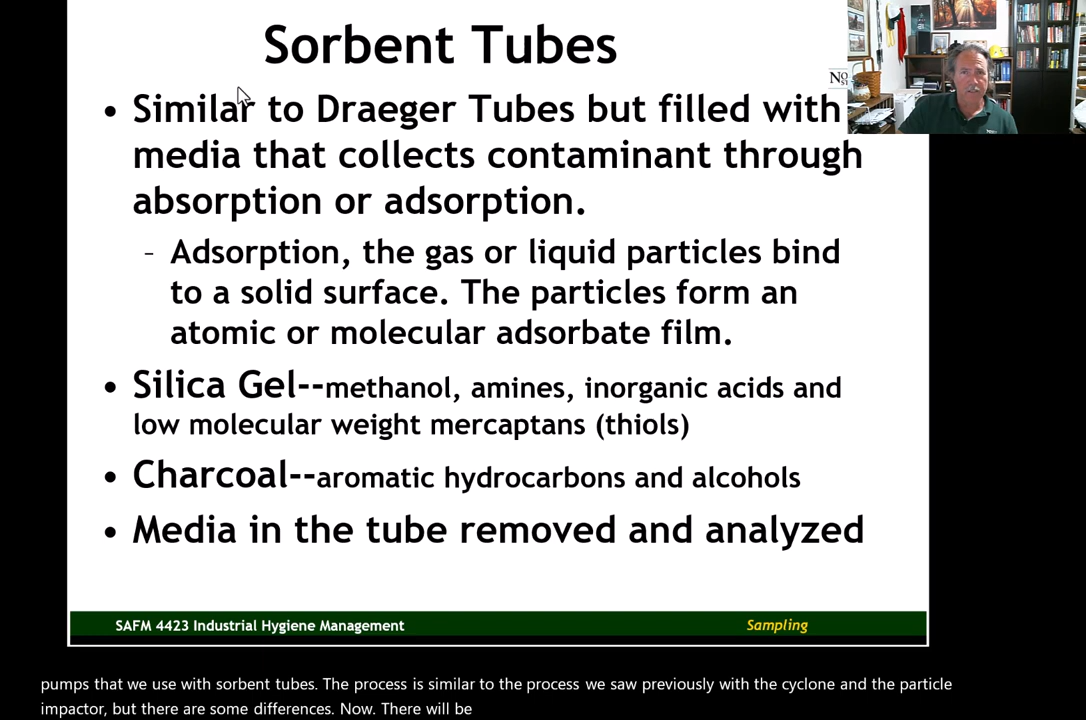 Sorbent Tubes
• Similar to Draeger Tubes but filled with
media that collects contaminant through
absorption or adsorption.
– Adsorption, the gas or liquid particles bind
to a solid surface. The particles form an
atomic or molecular adsorbate film.
• Silica Gel--methanol, amines, inorganic acids and
low molecular weight mercaptans (thiols)
• Charcoal--aromatic hydrocarbons and alcohols
• Media in the tube removed and analyzed
SAFM 4423 Industrial Hygiene Management
Sampling
pumps that we use with sorbent tubes. The process is similar to the process we saw previously with the cyclone and the particle
impactor, but there are some differences. Now. There will be